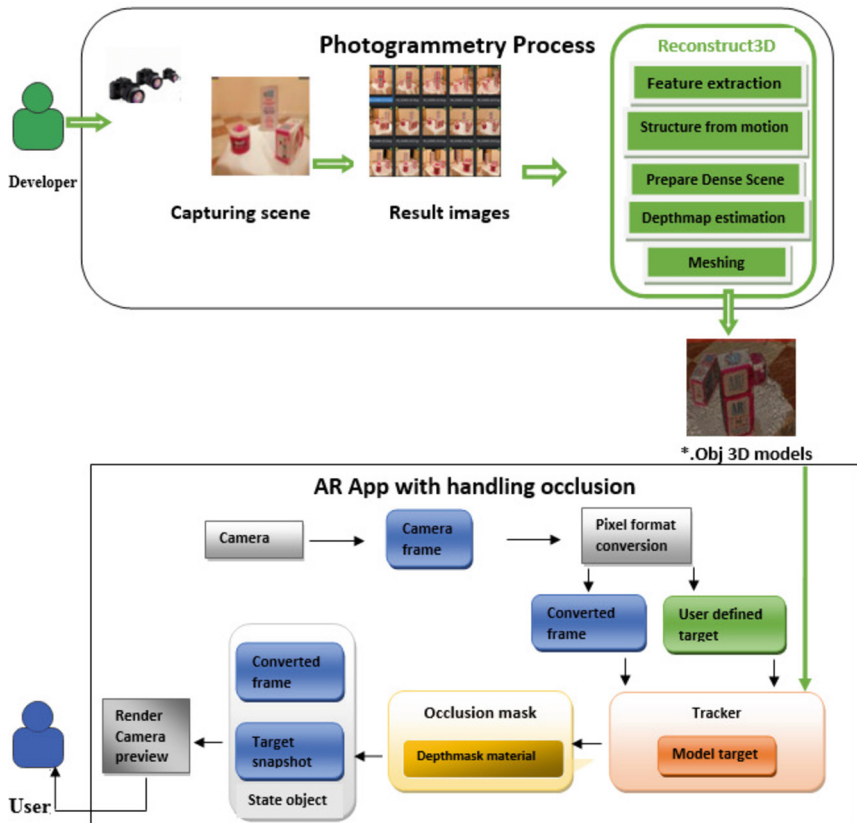 Photogrammetry Process
Reconstruct3D
Feature extraction
Structure from motion
Prepare Dense Scene
Depthmap estimation
Meshing
Developer
Capturing scene
Result images
*.Obj 3D models
AR App with handling occlusion
Camera
Camera
frame
Pixel format
conversion
Converted
frame
User defined
target
Converted
frame
Target
snapshot
State object
Occlusion mask
Depthmask material
Tracker
Model target
Render
Camera
preview
User